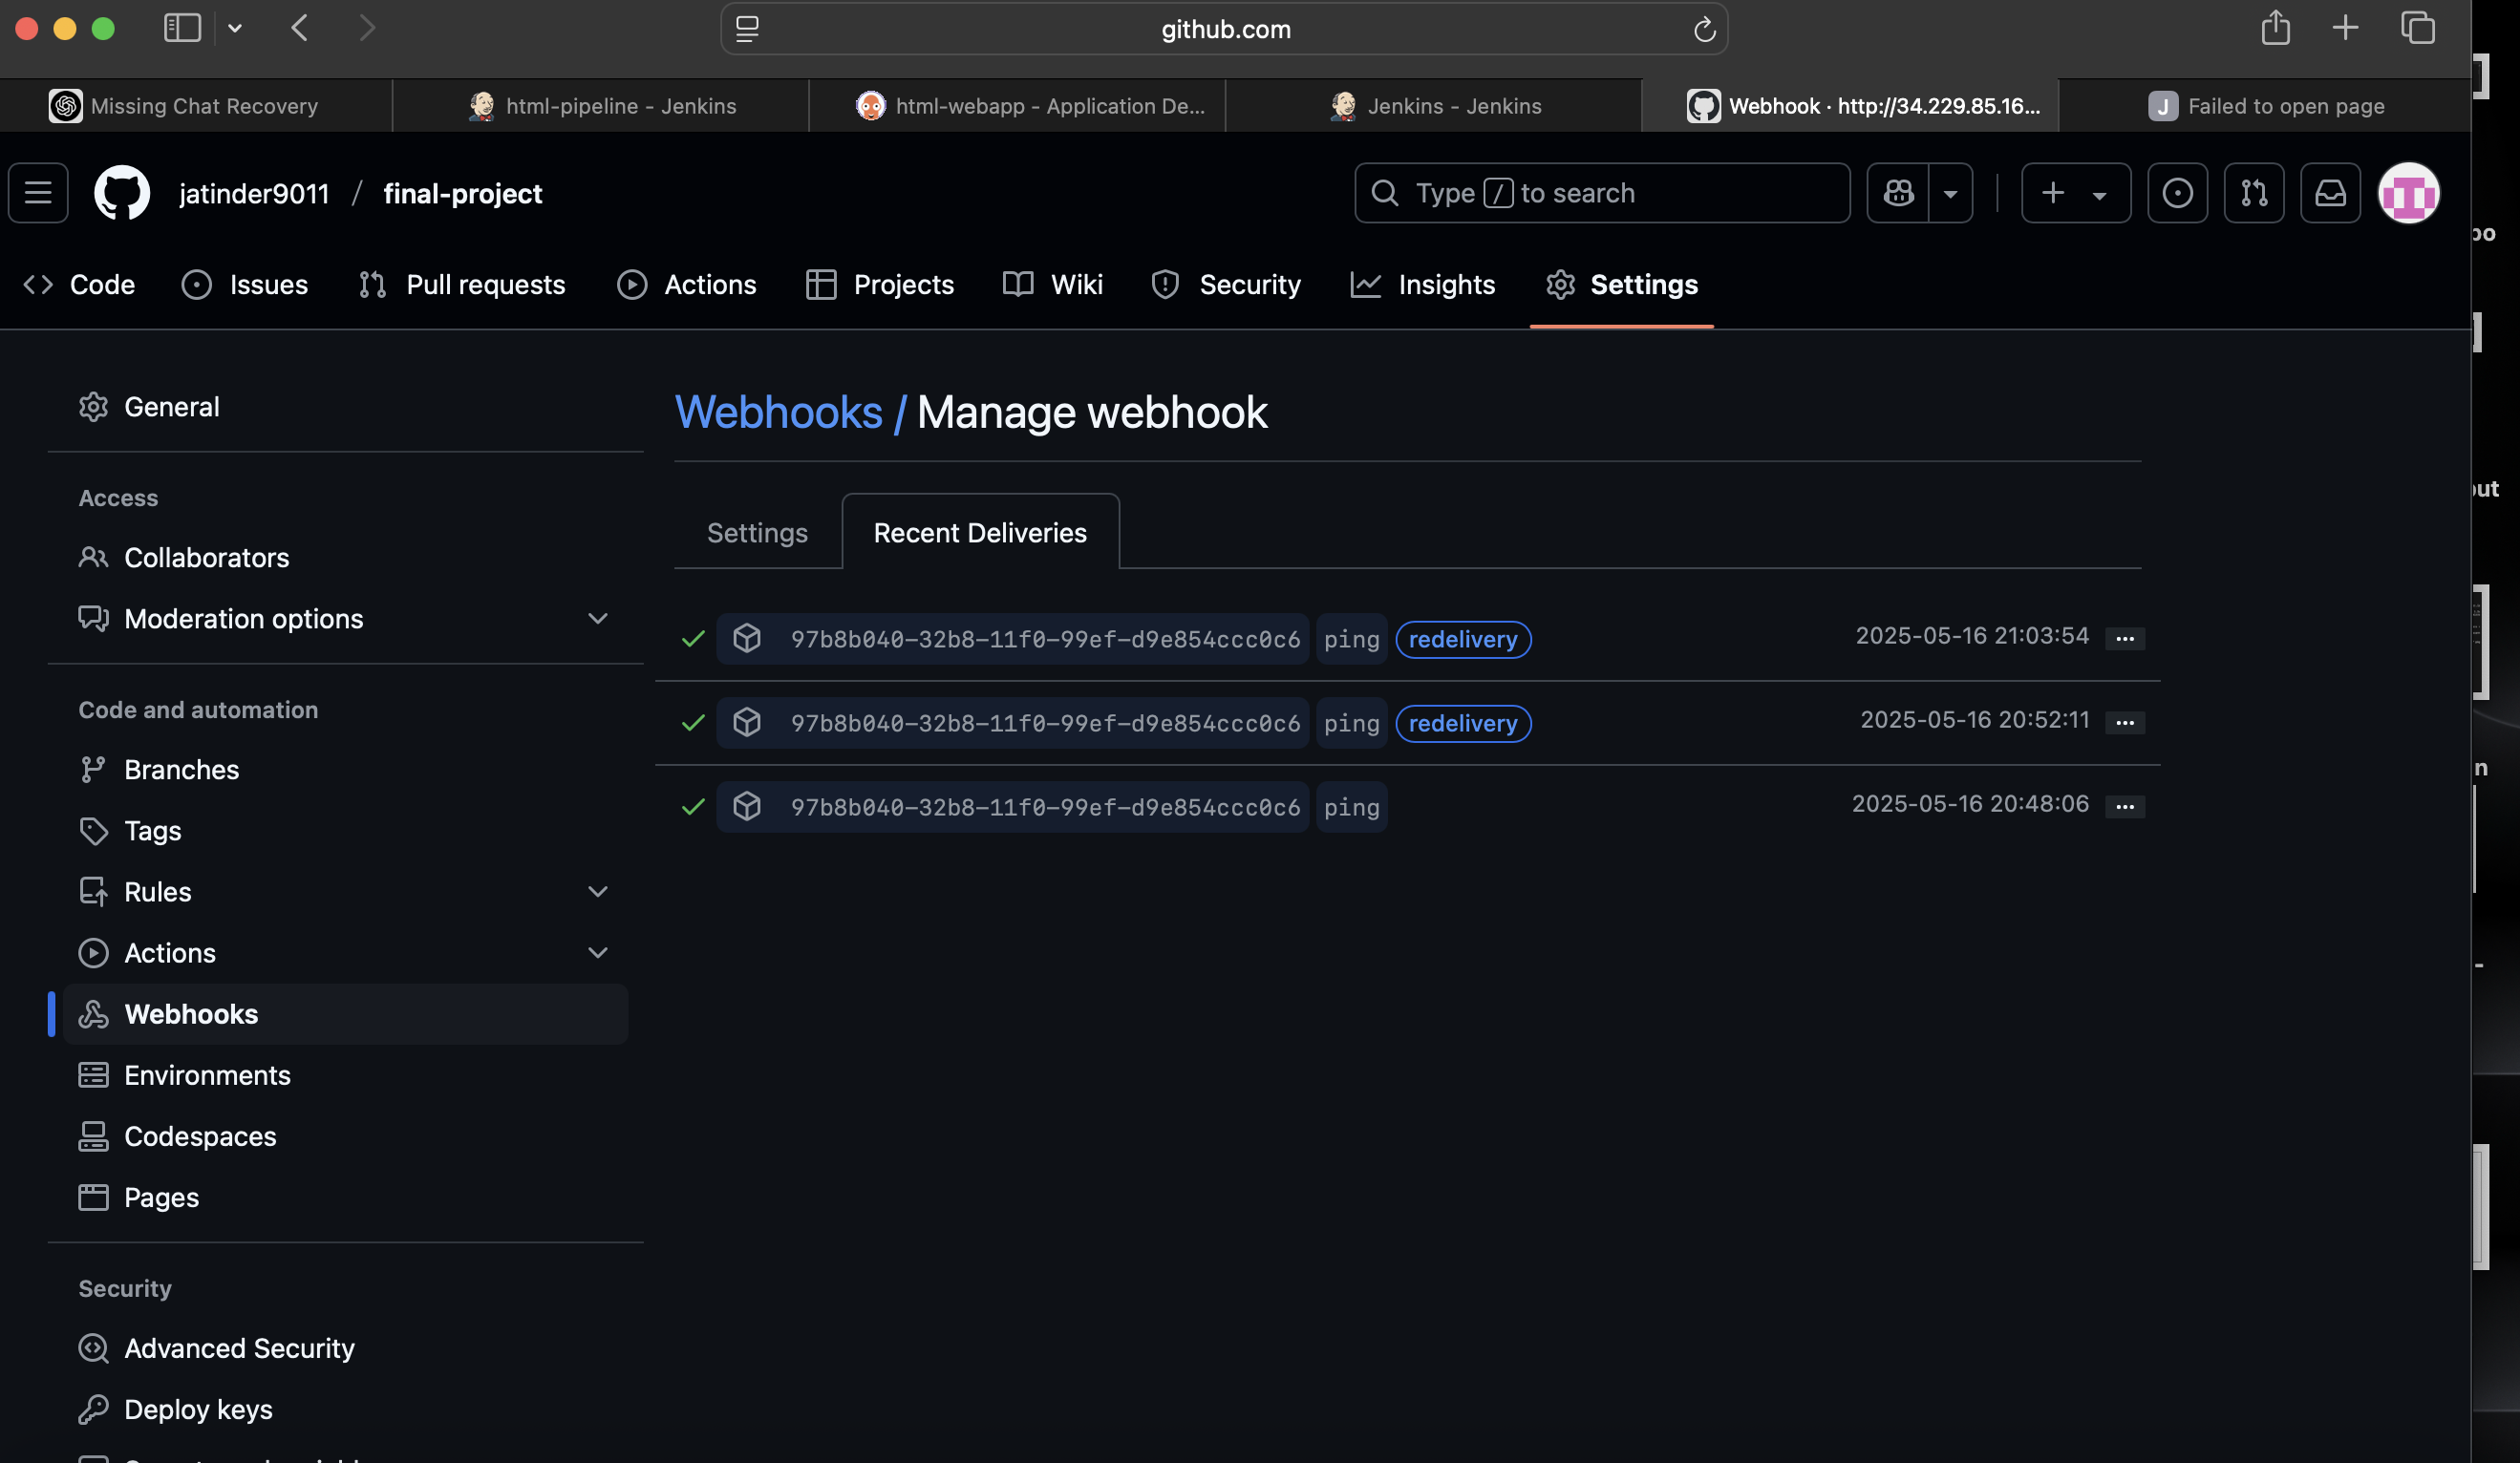 github.com
Missing Chat Recovery
html-pipeline - Jenkins
html-webapp - Application De...
Jenkins - Jenkins
Webhook · http://34.229.85.16...
J Failed to open page
jatinder9011 / final-project
Type / to search
Code
Issues
Pull requests
Actions
Projects
Wiki
Security
Insights
Settings
General
Access
Collaborators
Moderation options
Code and automation
Branches
Tags
Rules
Actions
Webhooks
Environments
Codespaces
Pages
Security
Advanced Security
Deploy keys
Webhooks / Manage webhook
Settings
Recent Deliveries
97b8b040-32b8-11f0-99ef-d9e854ccc0c6 ping redelivery 2025-05-16 21:03:54 ...
97b8b040-32b8-11f0-99ef-d9e854ccc0c6 ping redelivery 2025-05-16 20:52:11 ...
97b8b040-32b8-11f0-99ef-d9e854ccc0c6 ping 2025-05-16 20:48:06 ...